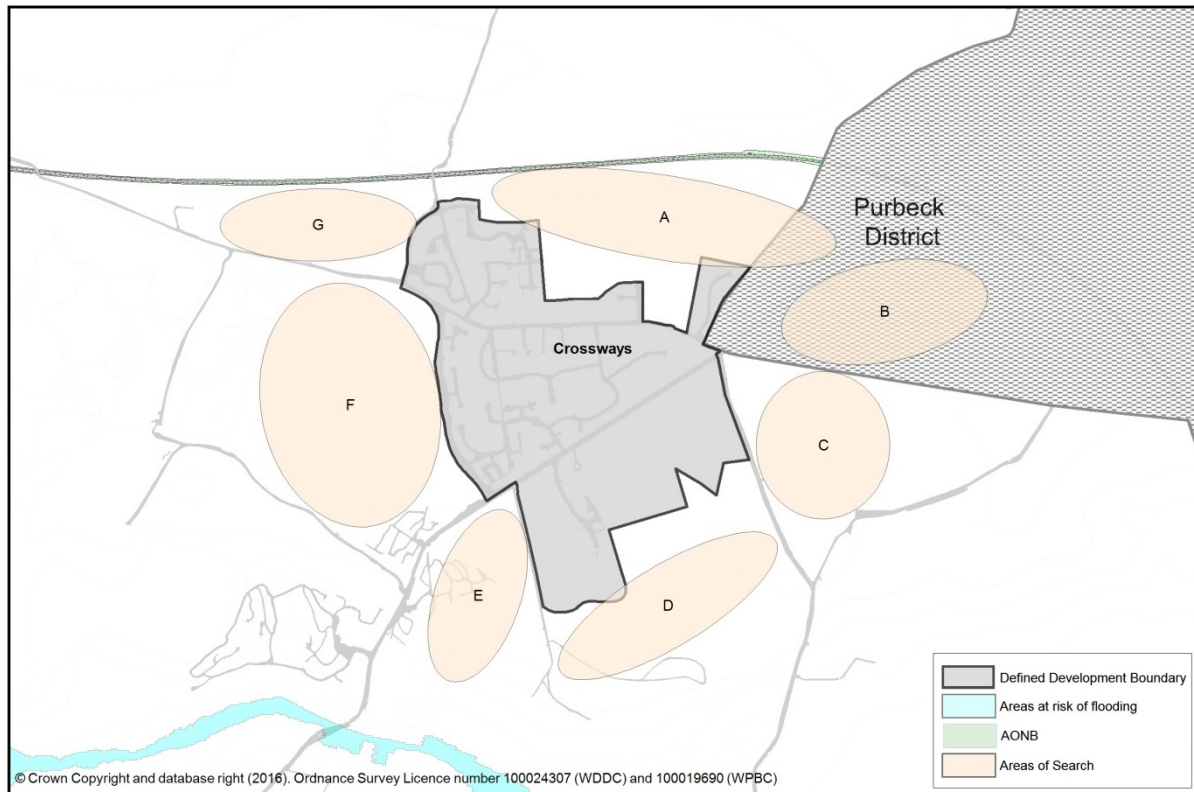 A
G
Purbeck
District
B
Crossways
F
C
E
D
Defined Development Boundary
Areas at risk of flooding
AONB
Areas of Search
© Crown Copyright and database right (2016). Ordnance Survey Licence number 100024307 (WDDC) and 100019690 (WPBC)